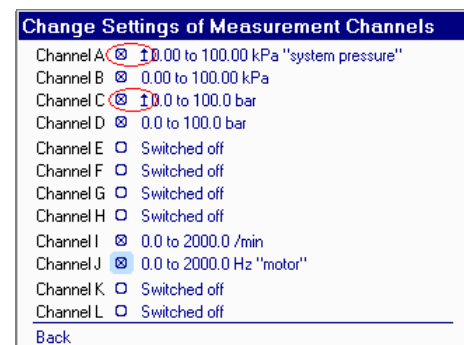 Change Settings of Measurement Channels
Channel A ☒ ↥ 0.00 to 100.00 kPa "system pressure"
Channel B ☒ 0.00 to 100.00 kPa
Channel C ☒ ↥ 0.0 to 100.0 bar
Channel D ☒ 0.0 to 100.0 bar
Channel E ☐ Switched off
Channel F ☐ Switched off
Channel G ☐ Switched off
Channel H ☐ Switched off
Channel I ☒ 0.0 to 2000.0 /min
Channel J ☒ 0.0 to 2000.0 Hz "motor"
Channel K ☐ Switched off
Channel L ☐ Switched off
Back